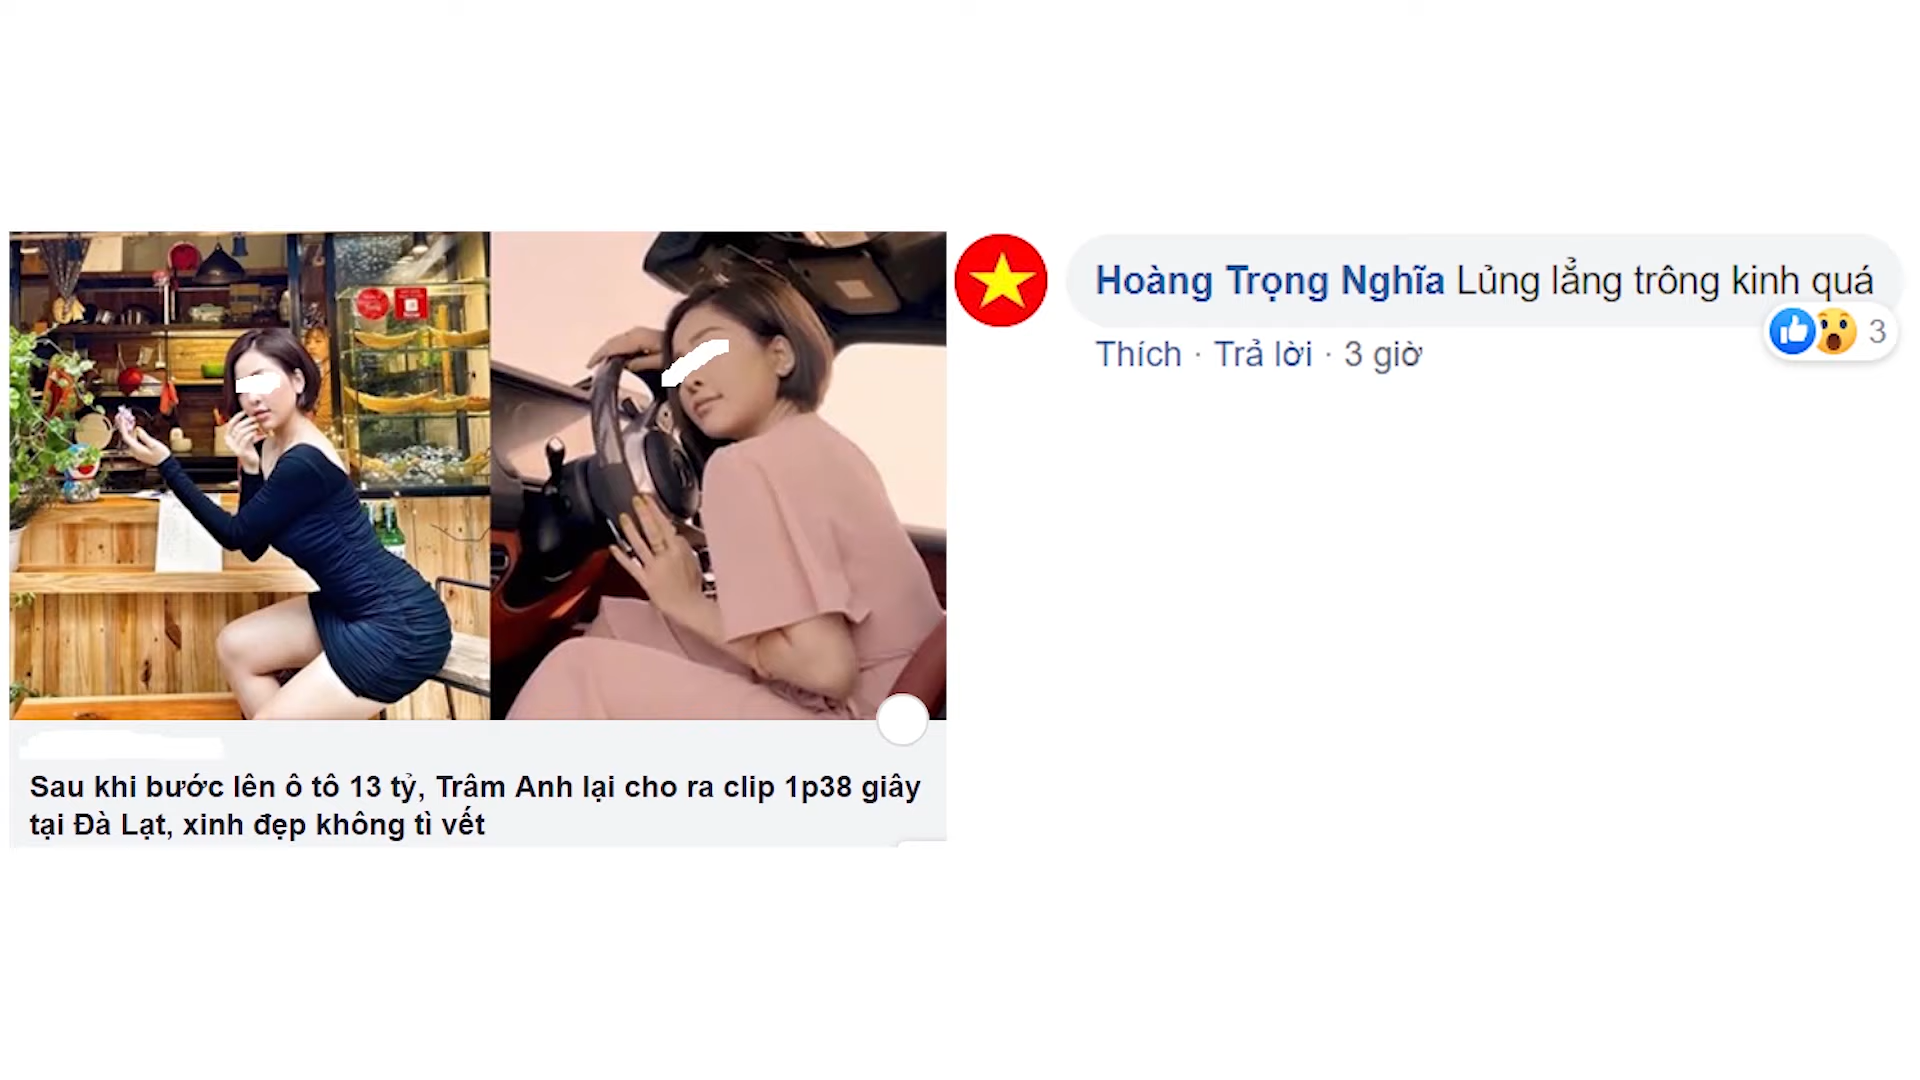 Sau khi bước lên ô tô 13 tỷ, Trâm Anh lại cho ra clip 1p38 giây
tại Đà Lạt, xinh đẹp không tì vết
Hoàng Trọng Nghĩa Lủng lẳng trông kinh quá
3
Thích · Trả lời · 3 giờ